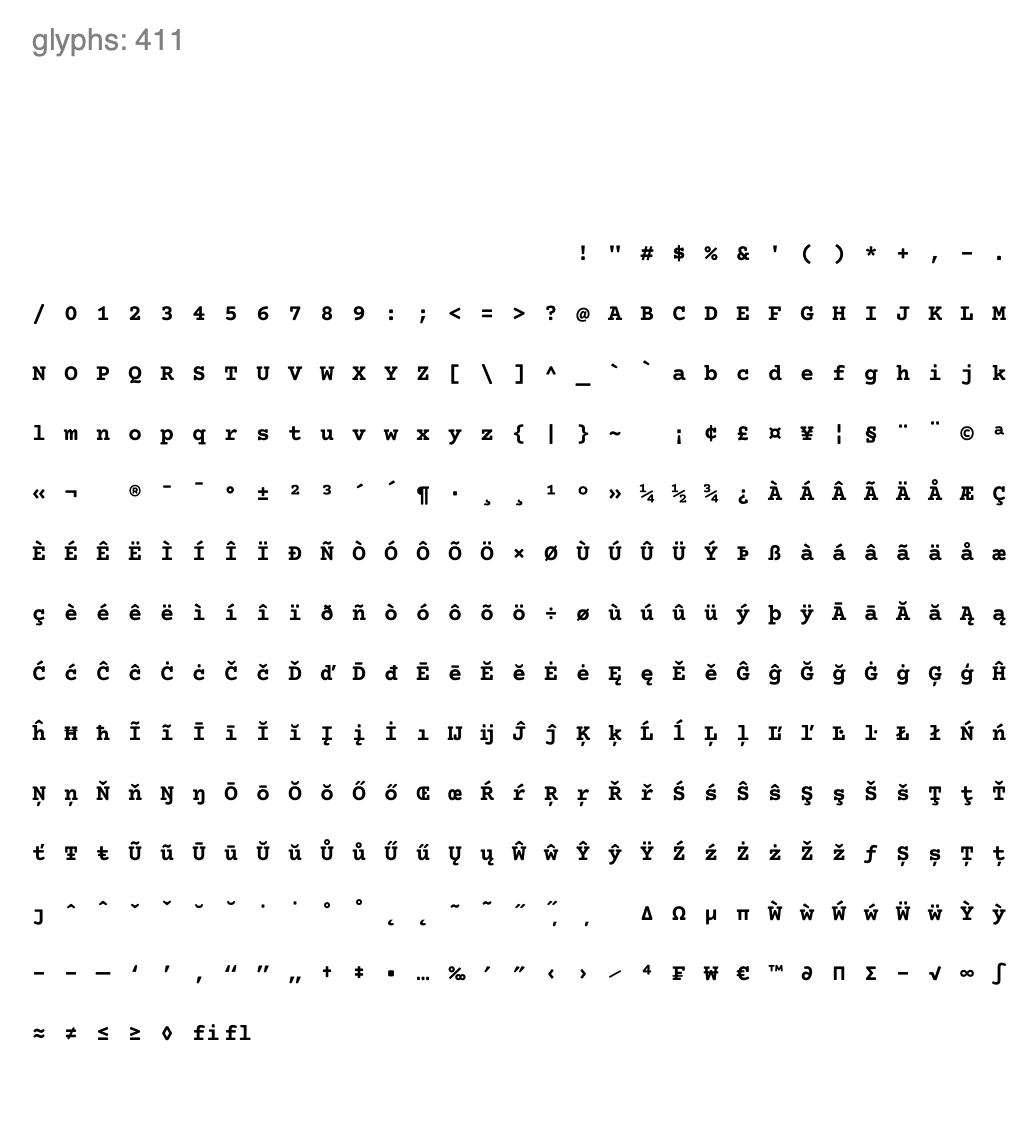 glyphs: 411
! " # $ % & ' ( ) * + , - .
/ 0 1 2 3 4 5 6 7 8 9 : ; < = > ? @ A B C D E F G H I J K L M
N O P Q R S T U V W X Y Z [ \ ] ^ _ ` ` a b c d e f g h i j k
l m n o p q r s t u v w x y z { | } ~ ¡ ¢ £ ¤ ¥ ¦ § ¨ ¨ © ª
« ¬ ® ¯ ¯ ° ± ² ³ ´ ´ ¶ · ¸ ¸ ¹ º » ¼ ½ ¾ ¿ À Á Â Ã Ä Å Æ Ç
È É Ê Ë Ì Í Î Ï Ð Ñ Ò Ó Ô Õ Ö × Ø Ù Ú Û Ü Ý Þ ß à á â ã ä å æ
ç è é ê ë ì í î ï ð ñ ò ó ô õ ö ÷ ø ù ú û ü ý þ ÿ Ā ā Ă ă Ą ą
Ć ć Ĉ ĉ Ċ ċ Č č Ď ď Đ đ Ē ē Ĕ ĕ Ė ė Ę ę Ě ě Ĝ ĝ Ğ ğ Ġ ġ Ģ ģ Ĥ
ĥ Ħ ħ Ĩ ĩ Ī ī Ĭ ĭ Į į İ ı Ĳ ĳ Ĵ ĵ Ķ ķ Ĺ ĺ Ļ ļ Ľ ľ Ŀ ŀ Ł ł Ń ń
Ņ ņ Ň ň Ŋ ŋ Ō ō Ŏ ŏ Ő ő Œ œ Ŕ ŕ Ŗ ŗ Ř ř Ś ś Ŝ ŝ Ş ş Š š Ţ ţ Ť
ť Ŧ ŧ Ũ ũ Ū ū Ŭ ŭ Ů ů Ű ű Ų ų Ŵ ŵ Ŷ ŷ Ÿ Ź ź Ż ż Ž ž ƒ Ș ș Ț ț
ȷ ˆ ˆ ˇ ˇ ˘ ˘ ˙ ˙ ˚ ˚ ˛ ˛ ˜ ˜ ˝ ˝ ̦ ̦ Δ Ω μ π Ẁ ẁ Ẃ ẃ Ẅ ẅ Ỳ ỳ
‐ – — ‘ ’ ‚ “ ” „ † ‡ • … ‰ ′ ″ ‹ › ⁄ ⁴ ₣ ₩ € ™ ∂ ∏ ∑ − √ ∞ ∫
≈ ≠ ≤ ≥ ◊ fi fl